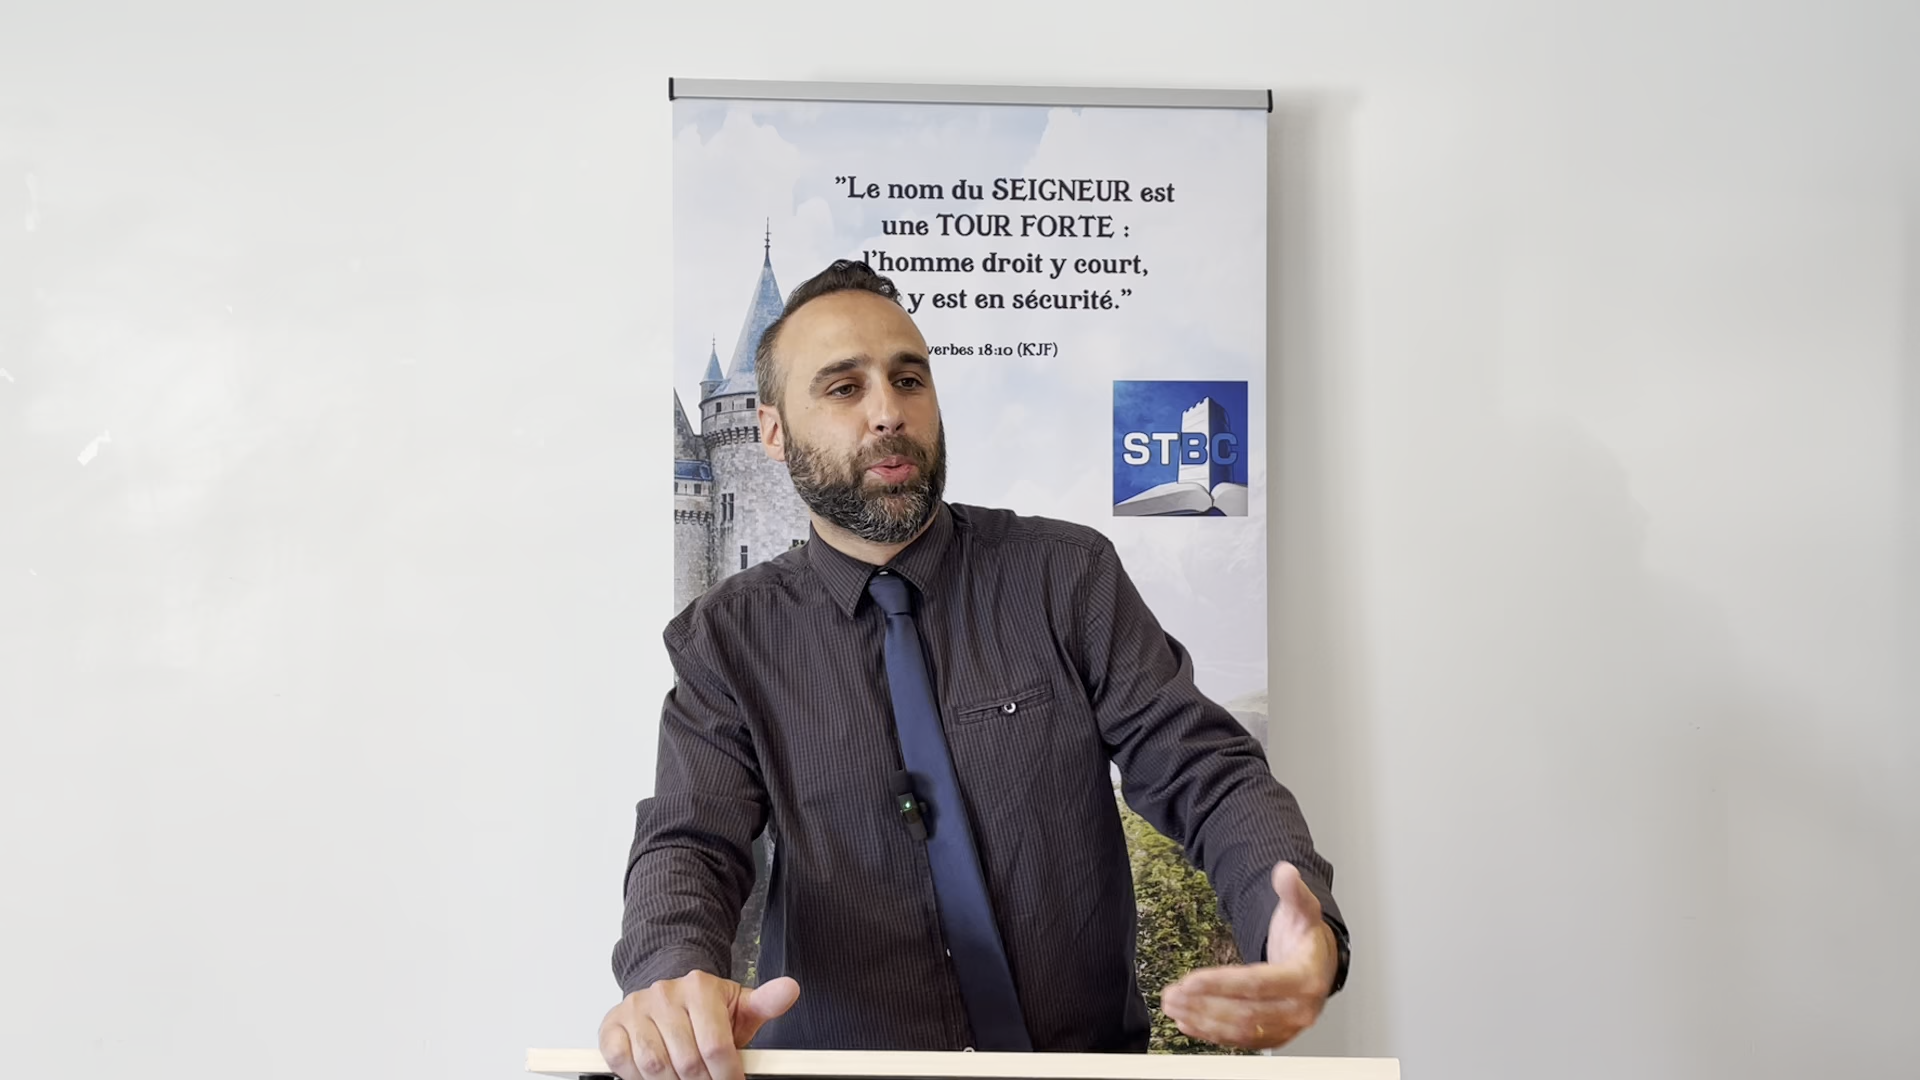 "Le nom du SEIGNEUR est
une TOUR FORTE :
l'homme droit y court,
y est en sécurité."
verbes 18:10 (KJF)
STBC